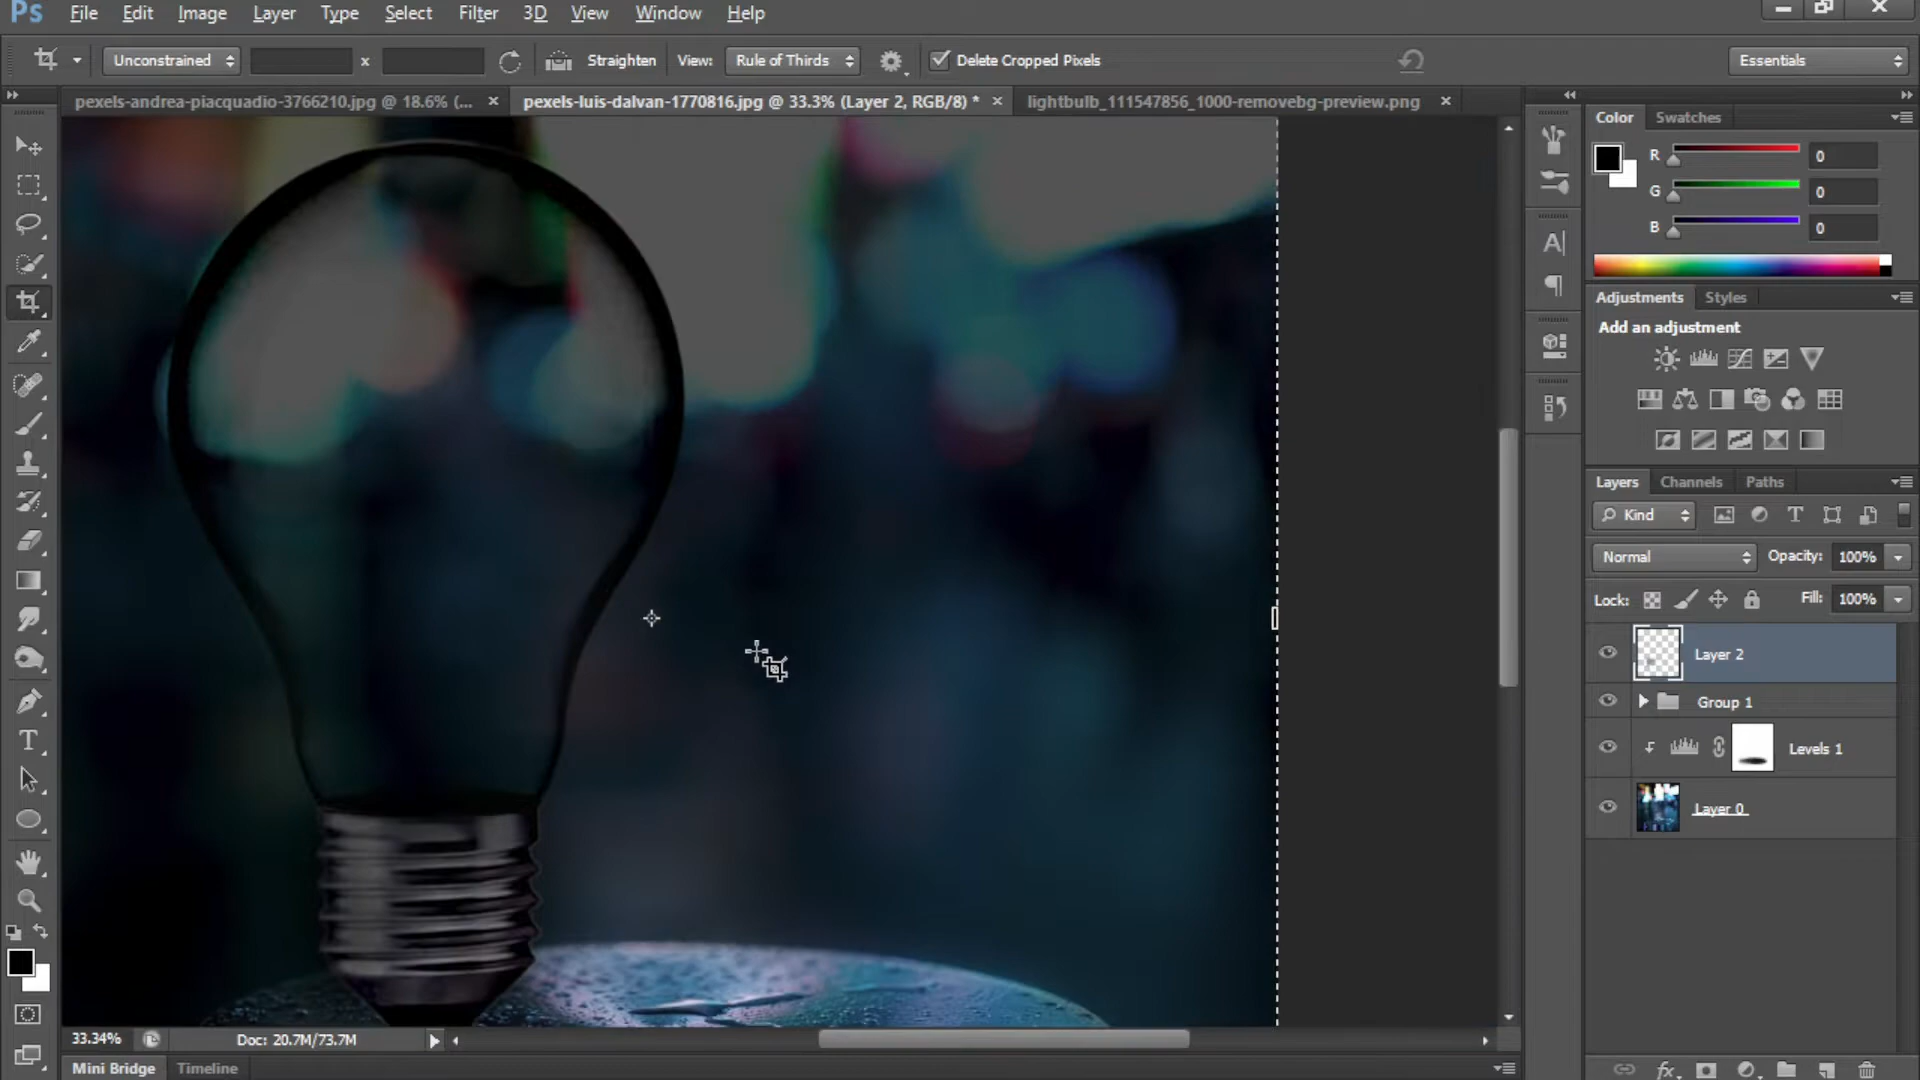 Ps File Edit Image Layer Type Select Filter 3D View Window Help
Unconstrained x Straighten View: Rule of Thirds Delete Cropped Pixels Essentials
pexels-andrea-piacquadio-3766210.jpg @ 18.6% (... × pexels-luis-dalvan-1770816.jpg @ 33.3% (Layer 2, RGB/8) * × lightbulb_111547856_1000-removebg-preview.png ×
Color Swatches
R 0
G 0
B 0
Adjustments Styles
Add an adjustment
Layers Channels Paths
Kind
Normal Opacity: 100%
Lock: Fill: 100%
Layer 2
Group 1
Levels 1
Layer 0
33.34% Doc: 20.7M/73.7M
Mini Bridge Timeline
fx